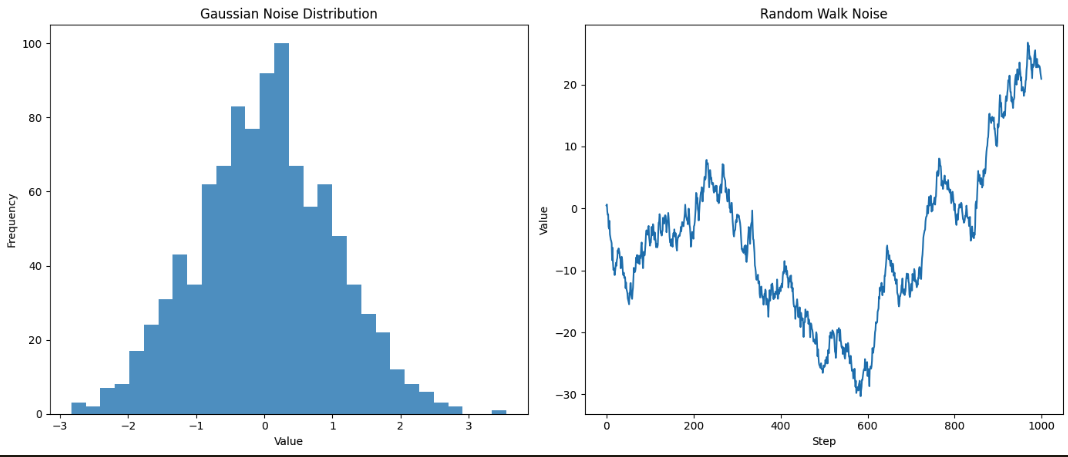 Gaussian Noise Distribution
Frequency
100
80
60
40
20
0
−3 −2 −1 0 1 2 3
Value
Random Walk Noise
Value
20
10
0
−10
−20
−30
0 200 400 600 800 1000
Step